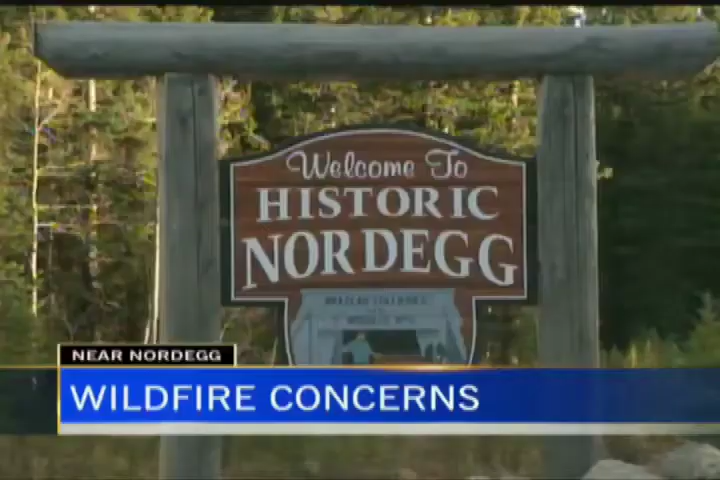 Welcome To
HISTORIC
NORDEGG
NEAR NORDEGG
WILDFIRE CONCERNS